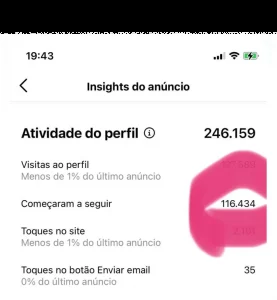 19:43
Insights do anúncio
Atividade do perfil 246.159
Visitas ao perfil
Menos de 1% do último anúncio
Começaram a seguir 116.434
Toques no site
Menos de 1% do último anúncio
Toques no botão Enviar email 35
0% do último anúncio